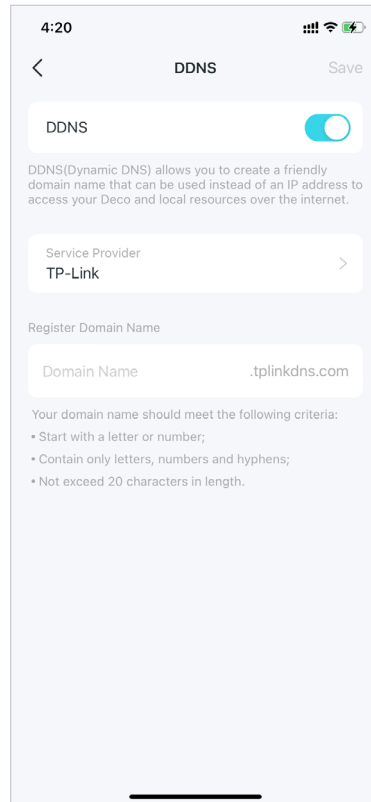 4:20
DDNS
Save
DDNS
DDNS(Dynamic DNS) allows you to create a friendly
domain name that can be used instead of an IP address to
access your Deco and local resources over the internet.
Service Provider
TP-Link
Register Domain Name
Domain Name .tplinkdns.com
Your domain name should meet the following criteria:
▪ Start with a letter or number;
▪ Contain only letters, numbers and hyphens;
▪ Not exceed 20 characters in length.